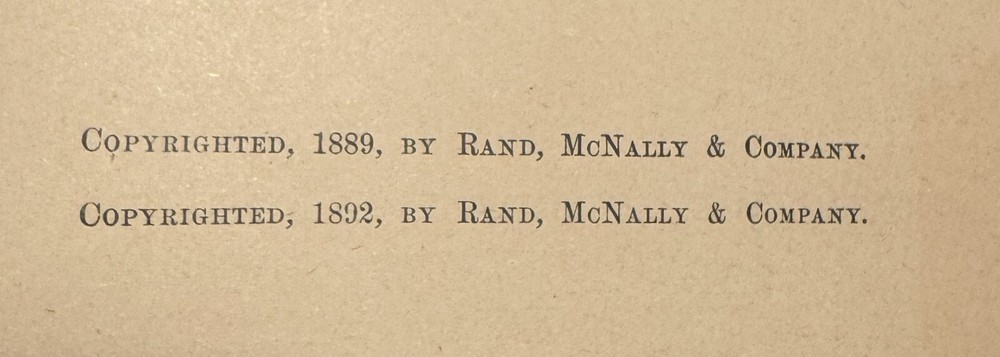 Copyrighted, 1889, by Rand, McNally & Company.
Copyrighted, 1892, by Rand, McNally & Company.